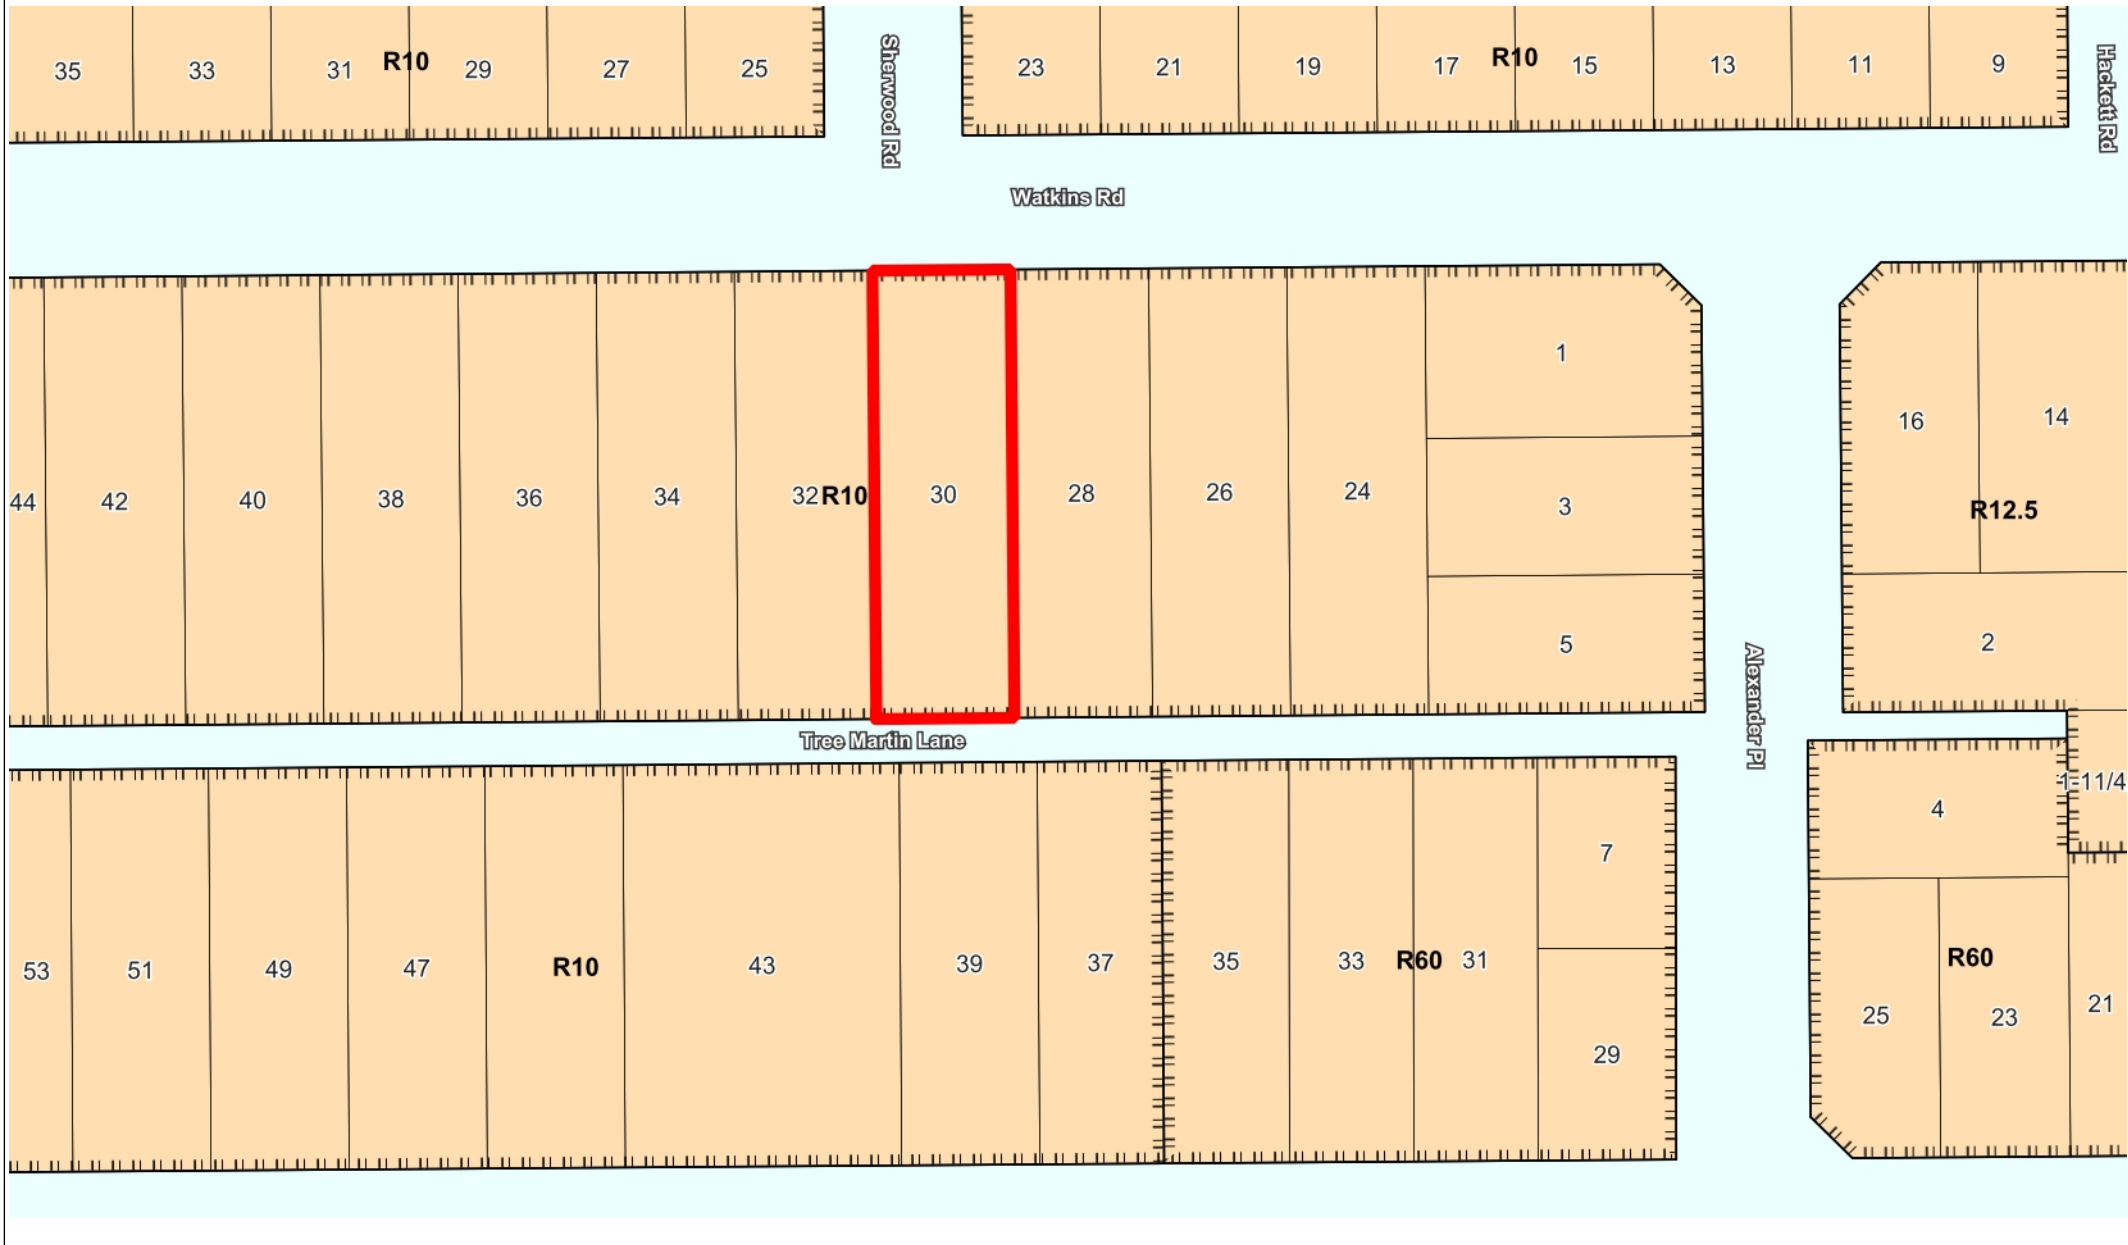 35 33 31 R10 29 27 25
Sherwood Rd
23 21 19 17 R10 15 13 11 9
Hackett Rd
Watkins Rd
44 42 40 38 36 34 32 R10 30 28 26 24
1
3
5
16 14
R12.5
2
Tree Martin Lane
Alexander Pl
53 51 49 47 R10 43 39 37 35 33 R60 31
7
29
4
1-11/4
R60
25 23 21